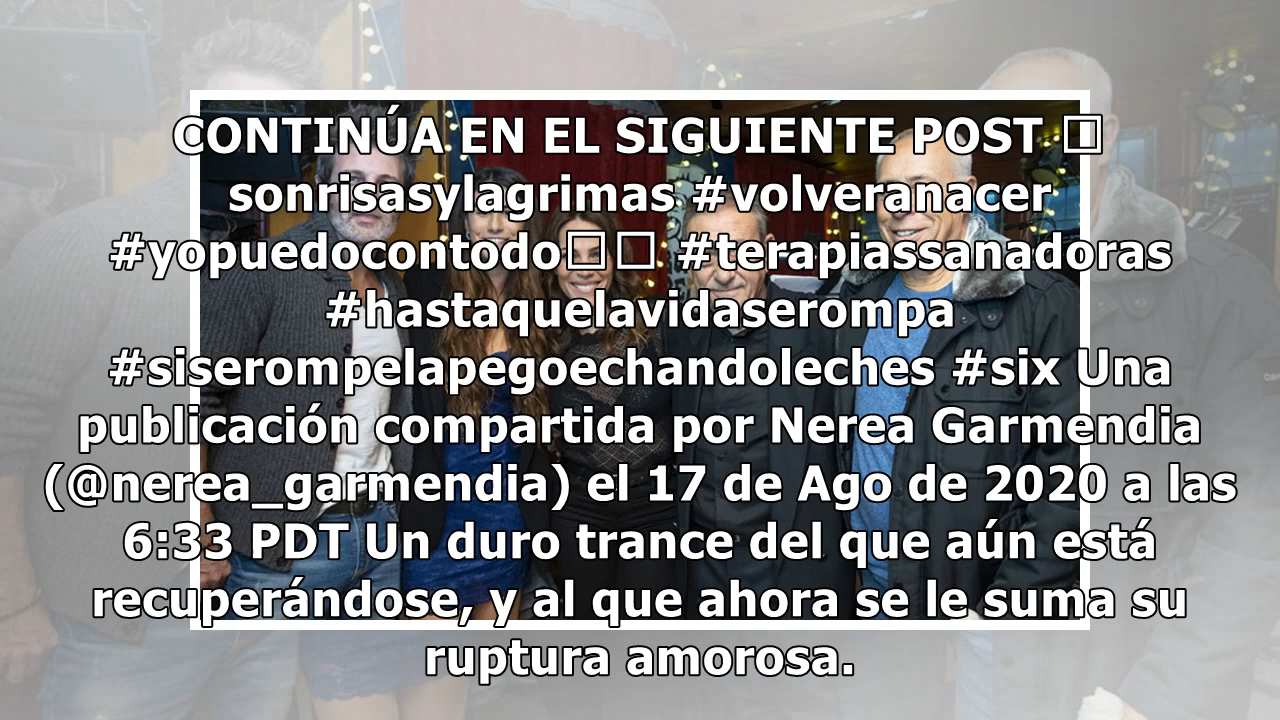 CONTINÚA EN EL SIGUIENTE POST □
sonrisasylagrimas #volveranacer
#yopuedocontodo□□ #terapiassanadoras
#hastaquelavidaserompa
#siserompelapegoechandoleches #six Una
publicación compartida por Nerea Garmendia
(@nerea_garmendia) el 17 de Ago de 2020 a las
6:33 PDT Un duro trance del que aún está
recuperándose, y al que ahora se le suma su
ruptura amorosa.